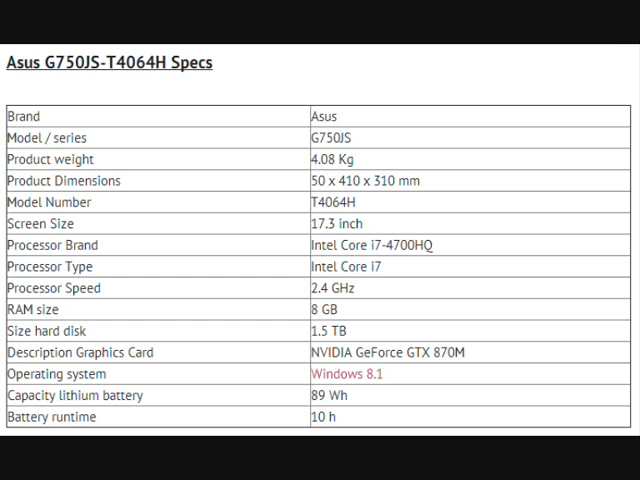 Asus G750JS-T4064H Specs
Brand Asus
Model / series G750JS
Product weight 4.08 Kg
Product Dimensions 50 x 410 x 310 mm
Model Number T4064H
Screen Size 17.3 inch
Processor Brand Intel Core i7-4700HQ
Processor Type Intel Core i7
Processor Speed 2.4 GHz
RAM size 8 GB
Size hard disk 1.5 TB
Description Graphics Card NVIDIA GeForce GTX 870M
Operating system Windows 8.1
Capacity lithium battery 89 Wh
Battery runtime 10 h